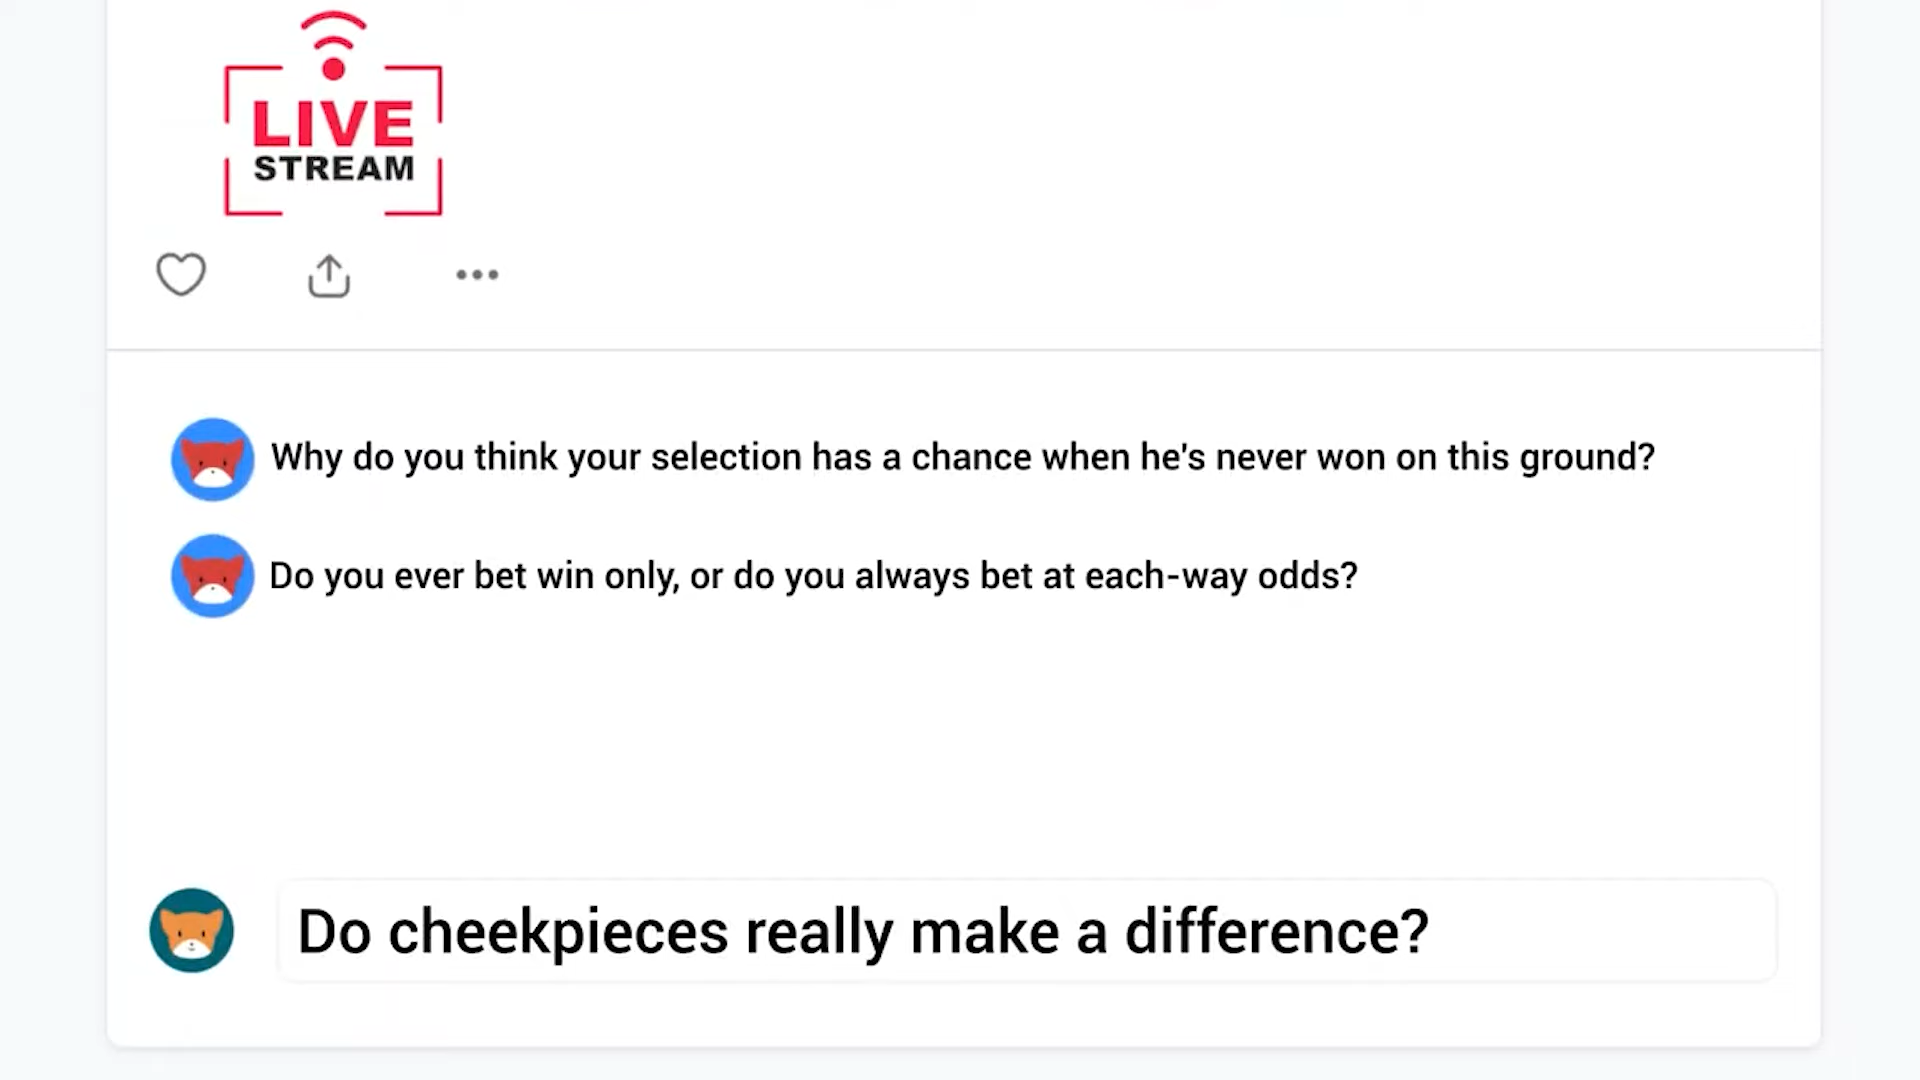 LIVE
STREAM
Why do you think your selection has a chance when he's never won on this ground?
Do you ever bet win only, or do you always bet at each-way odds?
Do cheekpieces really make a difference?